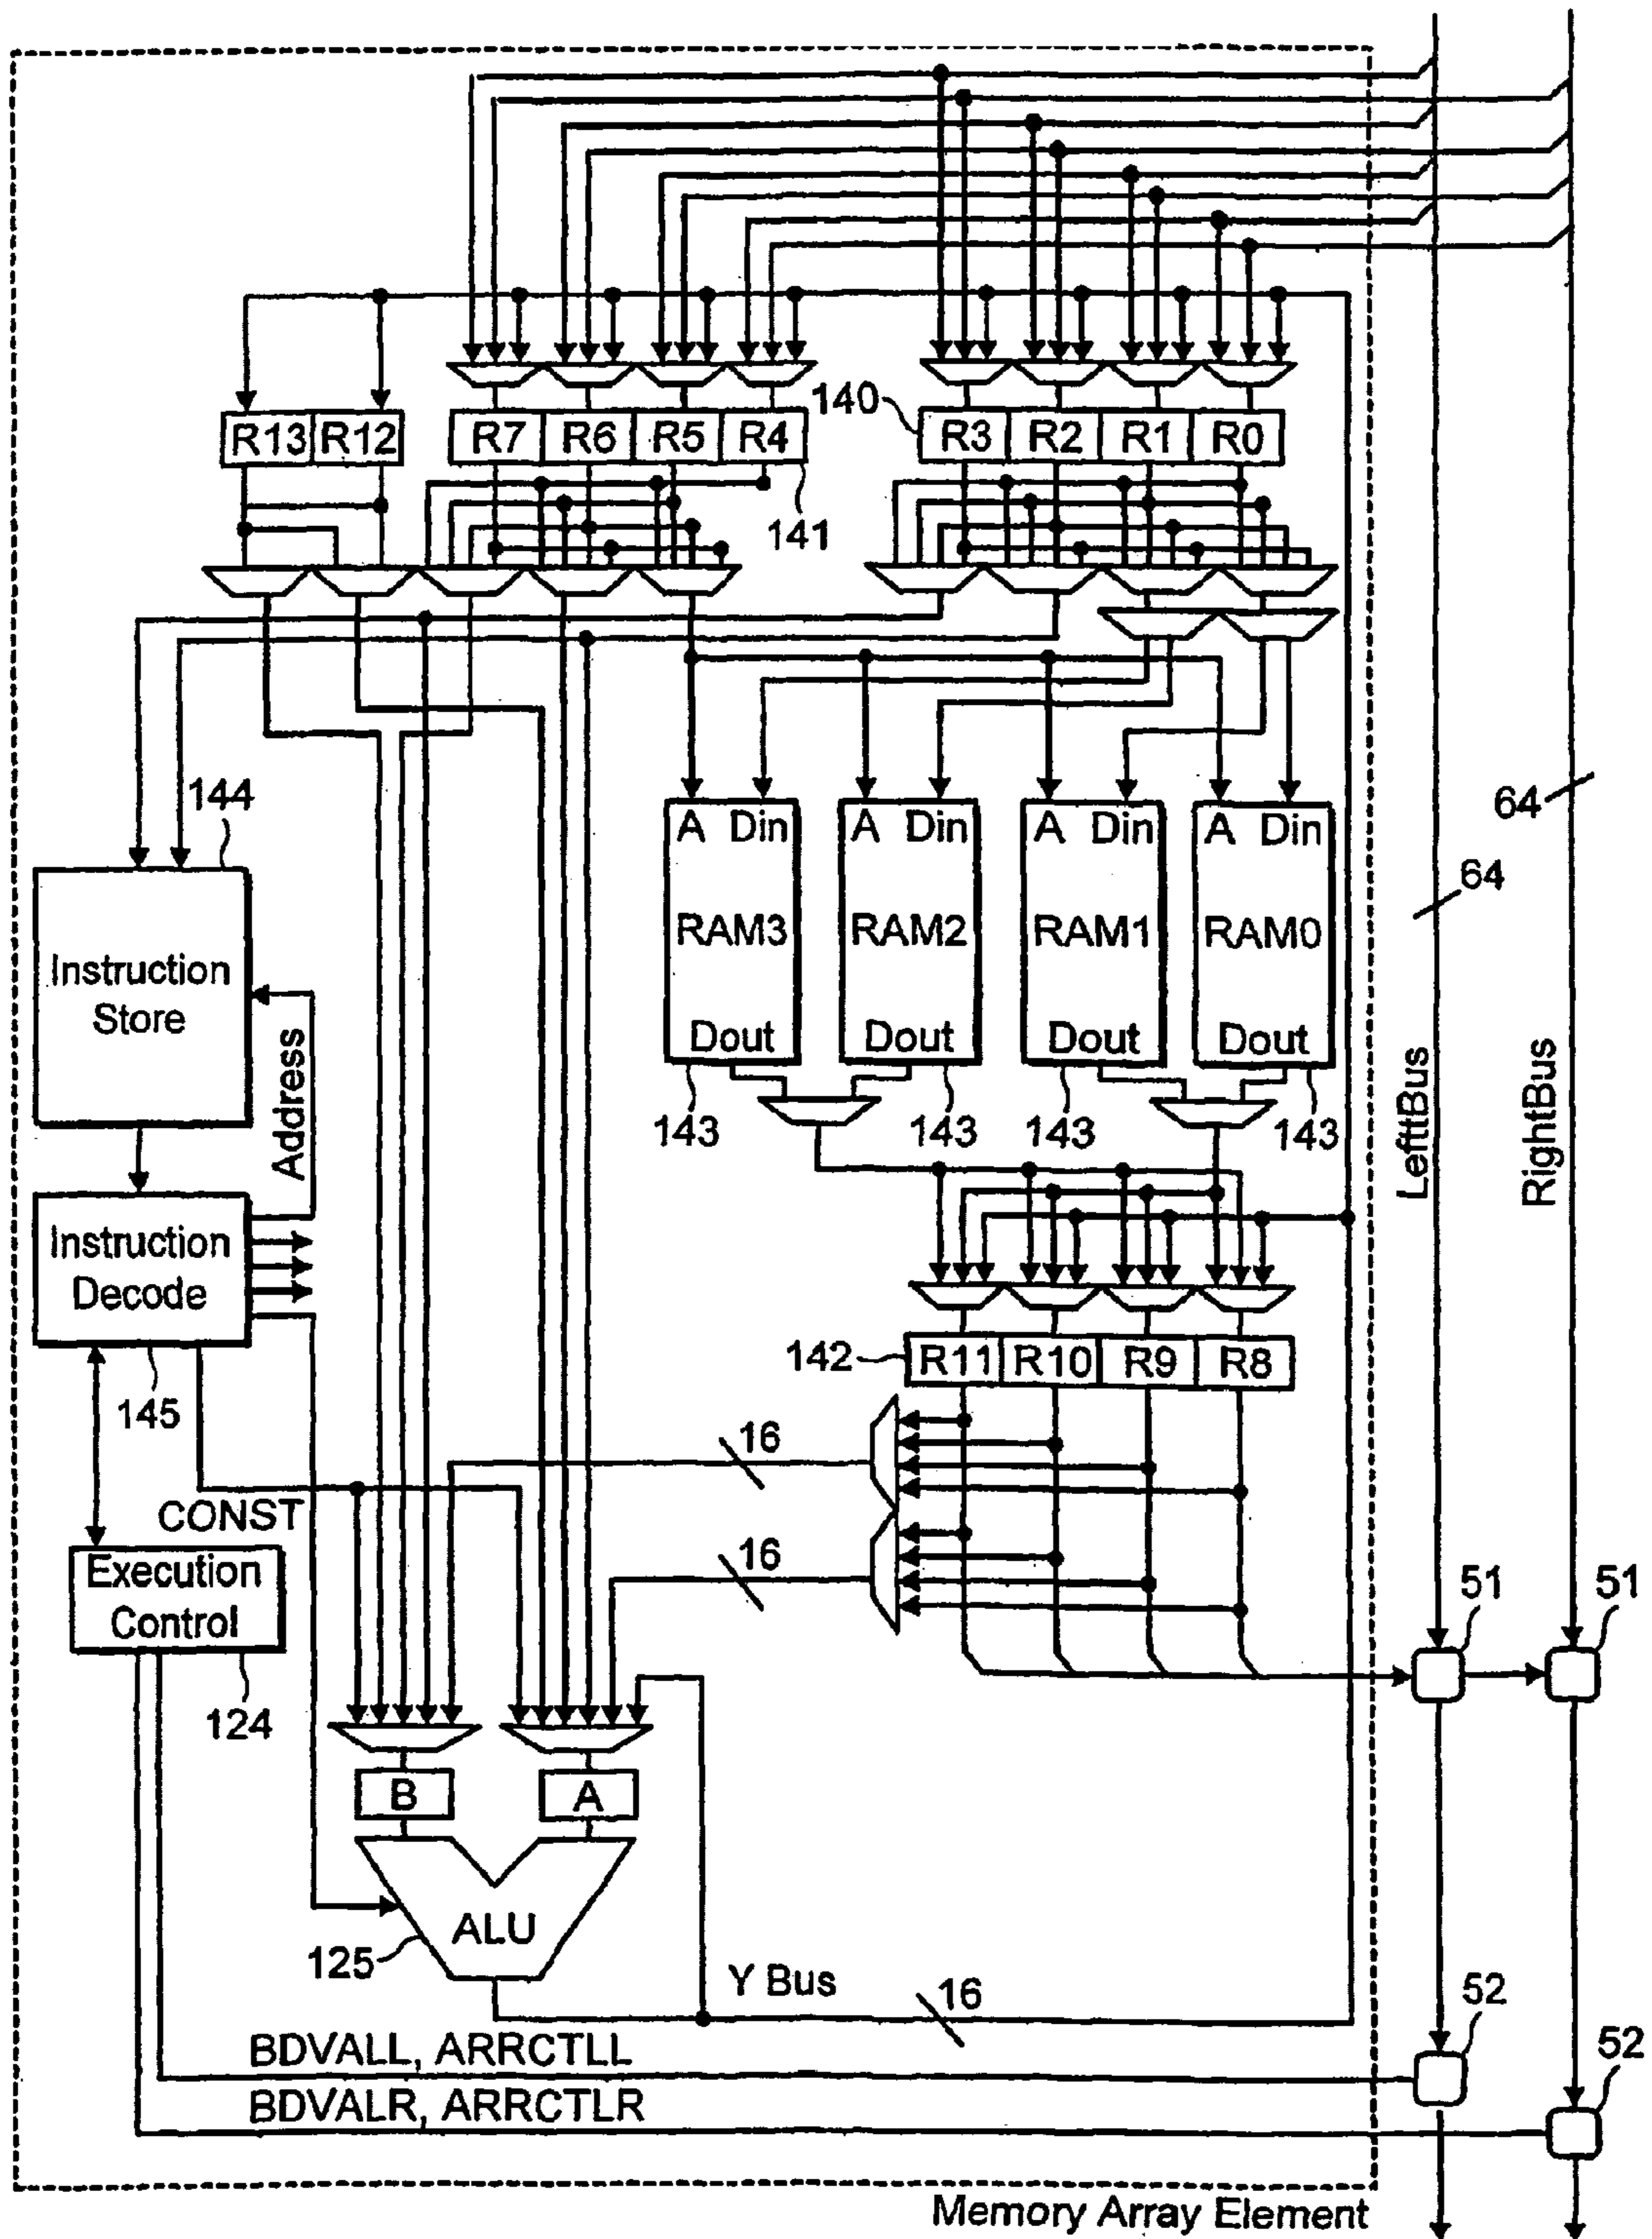 140
R13 R12 R7 R6 R5 R4 R3 R2 R1 R0
141
144
64
64
A Din A Din A Din A Din
RAM3 RAM2 RAM1 RAM0
Instruction
Store
Dout Dout Dout Dout
Address
LefttBus
RightBus
143 143 143 143
Instruction
Decode
142
R11 R10 R9 R8
145
16
CONST
16
Execution
Control
51 51
124
B A
ALU
125
Y Bus
16
52
52
BDVALL, ARRCTLL
BDVALR, ARRCTLR
Memory Array Element